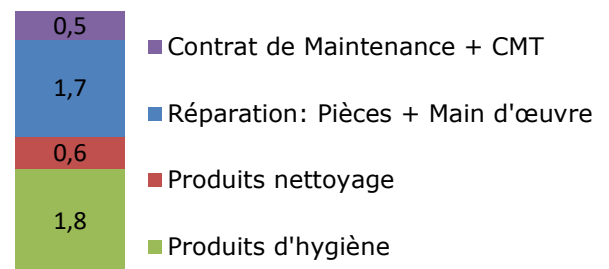 0,5
Contrat de Maintenance + CMT
1,7
Réparation: Pièces + Main d'œuvre
0,6
Produits nettoyage
1,8
Produits d'hygiène